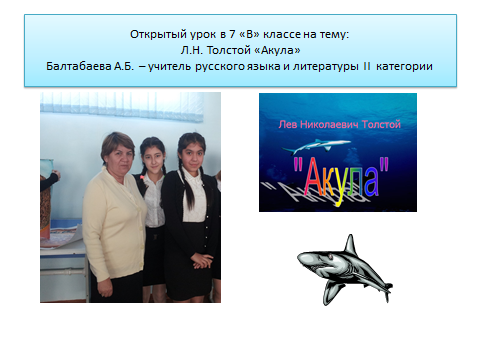 Открытый урок в 7 «В» классе на тему:
Л.Н. Толстой «Акула»
Балтабаева А.Б. – учитель русского языка и литературы II категории
Лев Николаевич Толстой
"Акула"